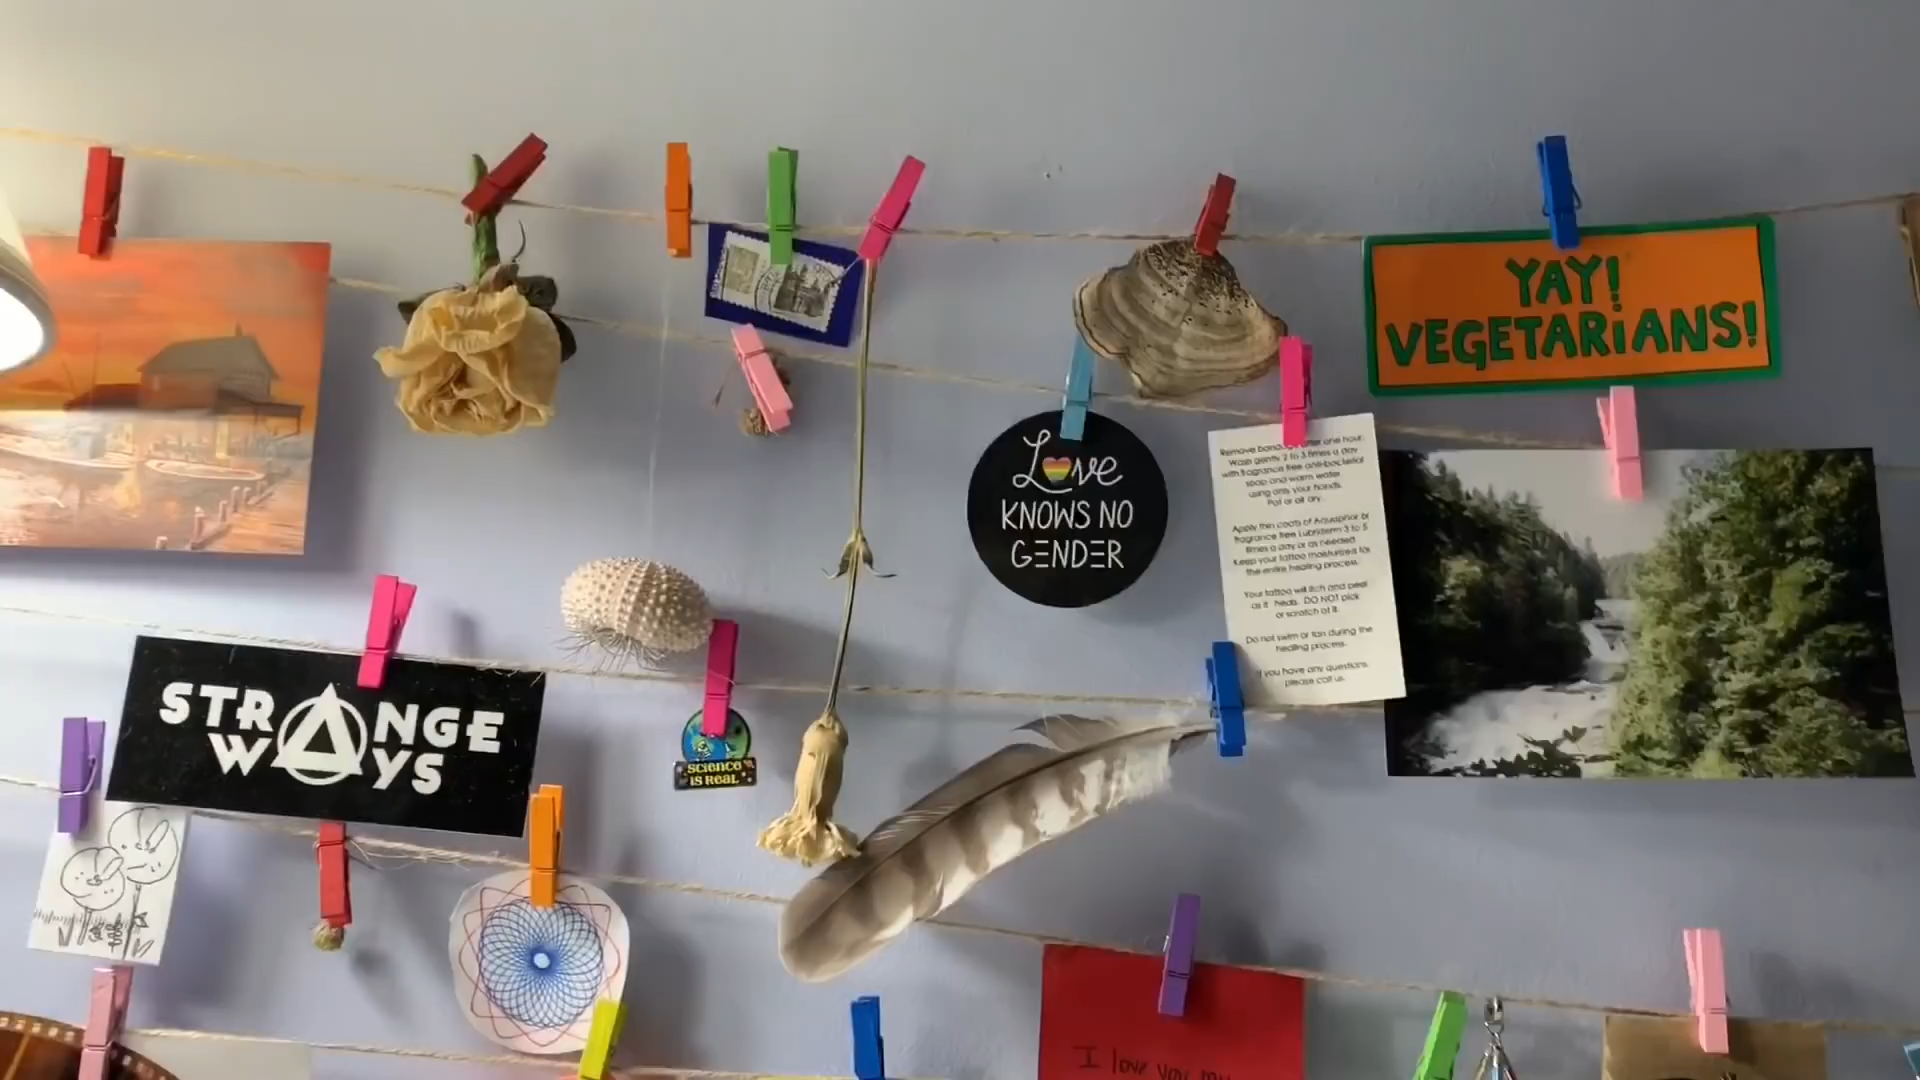 YAY!
VEGETARiANS!
Love
KNOWS NO
GENDER
Remove after one hour.
Wash gently 2 to 3 times a day
with fragrance free anti-bacterial
soap and warm water
using only your hands.
Pat or air dry.
Apply thin coats of Aquaphor or
fragrance free Lubriderm 3 to 5
times a day or as needed
Keep your tattoo moisturized for
the entire healing process.
Your tattoo will itch and peel
as it heals. DO NOT pick
or scratch at it.
Do not swim or tan during the
healing process.
If you have any questions
please call us.
STRANGE
WAYS
SCIENCE
IS REAL
I love you my